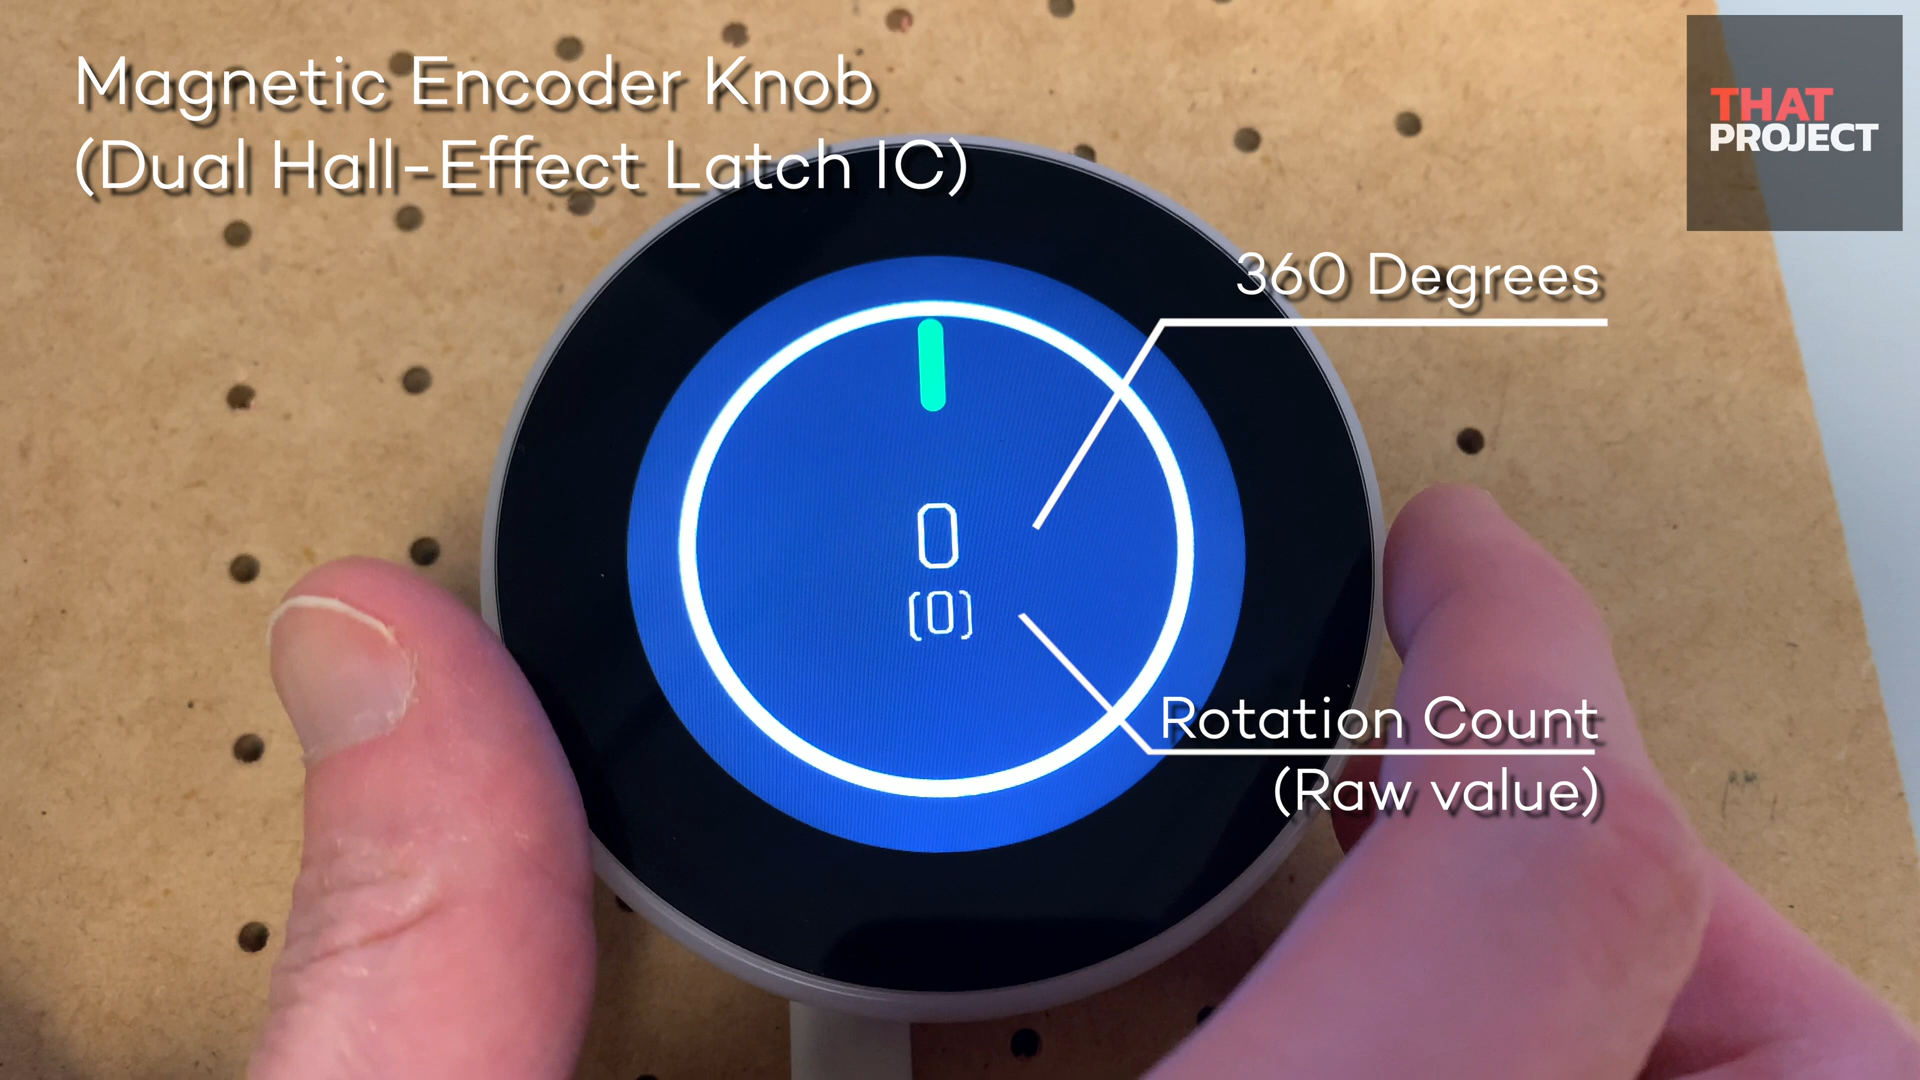 Magnetic Encoder Knob
(Dual Hall-Effect Latch IC)
THAT
PROJECT
360 Degrees
0
(0)
Rotation Count
(Raw value)